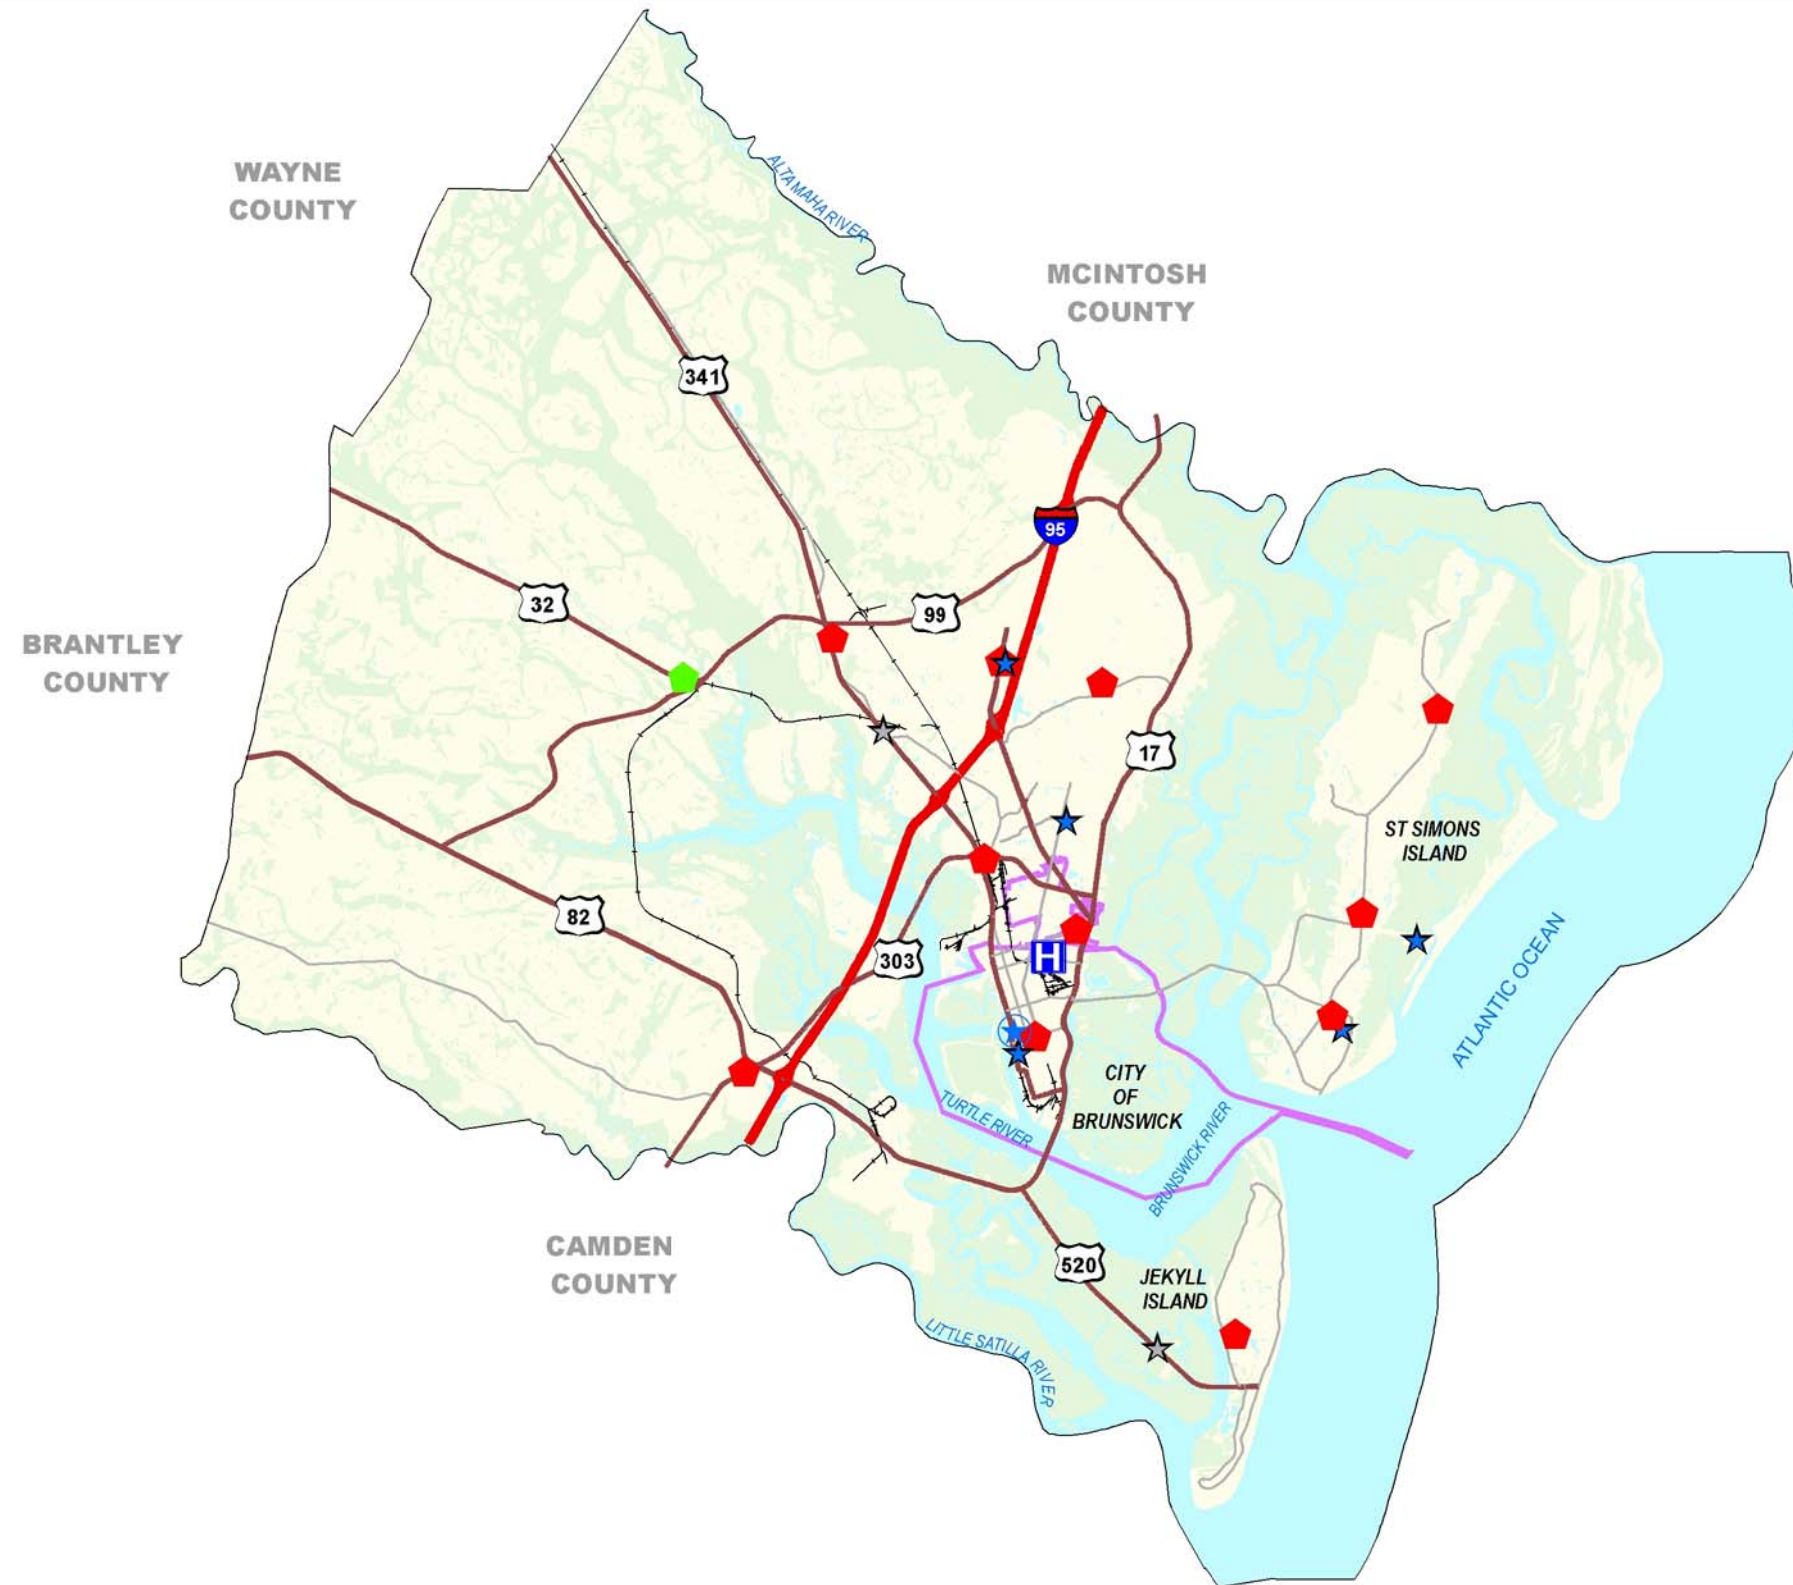 WAYNE
COUNTY
ALTAMAHA RIVER
MCINTOSH
COUNTY
341
95
32
99
BRANTLEY
COUNTY
17
ST SIMONS
ISLAND
82
303
H
ATLANTIC OCEAN
CITY
OF
BRUNSWICK
TURTLE RIVER
BRUNSWICK RIVER
CAMDEN
COUNTY
520
JEKYLL
ISLAND
LITTLE SATILLA RIVER